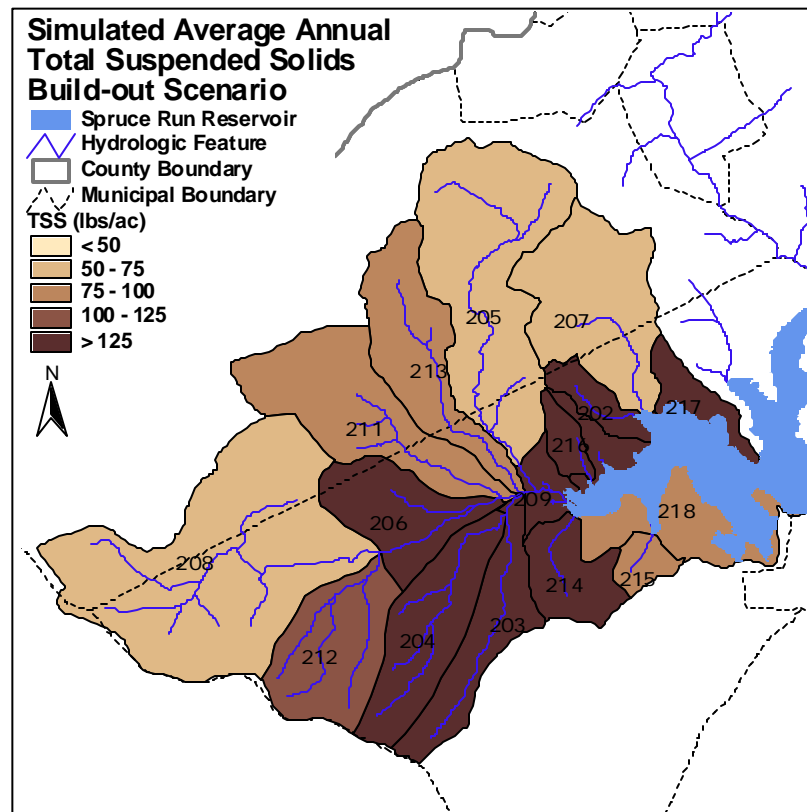 Simulated Average Annual
Total Suspended Solids
Build-out Scenario
Spruce Run Reservoir
Hydrologic Feature
County Boundary
Municipal Boundary
TSS (lbs/ac)
< 50
50 - 75
75 - 100
100 - 125
> 125
N
205
207
213
202
217
211
216
209
206
218
208
215
214
203
204
212